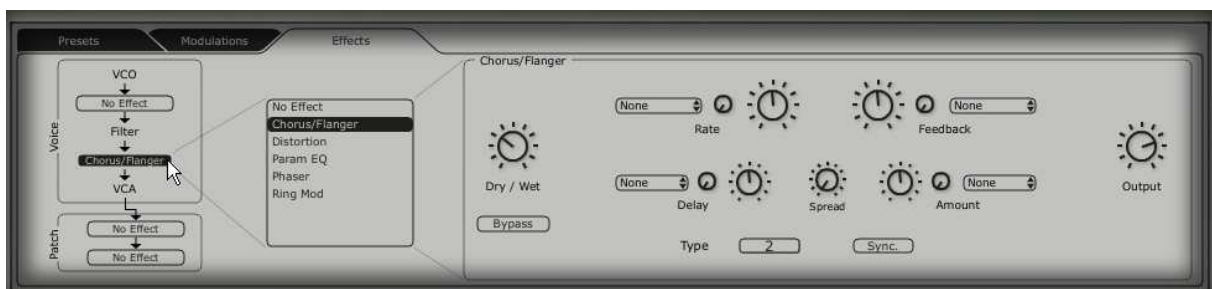 Presets
Modulations
Effects
Voice
VCO
No Effect
Filter
Chorus/Flanger
VCA
Patch
No Effect
No Effect
No Effect
Chorus/Flanger
Distortion
Param EQ
Phaser
Ring Mod
Chorus/Flanger
Dry / Wet
Bypass
None
Rate
None
Feedback
None
Delay
Spread
None
Amount
Type
2
Sync.
Output